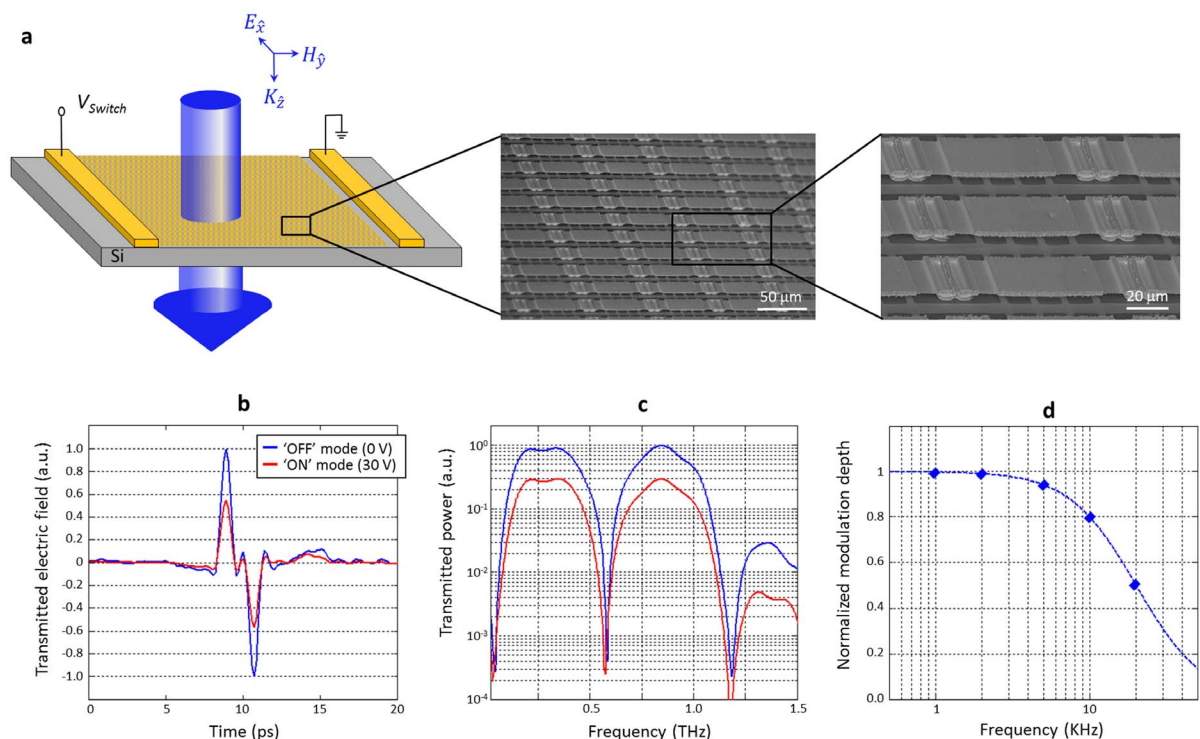 a
E x̂
H ŷ
K ẑ
V Switch
Si
50 µm
20 µm
b
Transmitted electric field (a.u.)
1.0
0.8
0.6
0.4
0.2
0
-0.2
-0.4
-0.6
-0.8
-1.0
'OFF' mode (0 V)
'ON' mode (30 V)
0 5 10 15 20
Time (ps)
c
Transmitted power (a.u.)
10⁰
10⁻¹
10⁻²
10⁻³
10⁻⁴
0 0.5 1.0 1.5
Frequency (THz)
d
Normalized modulation depth
1
0.8
0.6
0.4
0.2
0.0
1 10
Frequency (KHz)